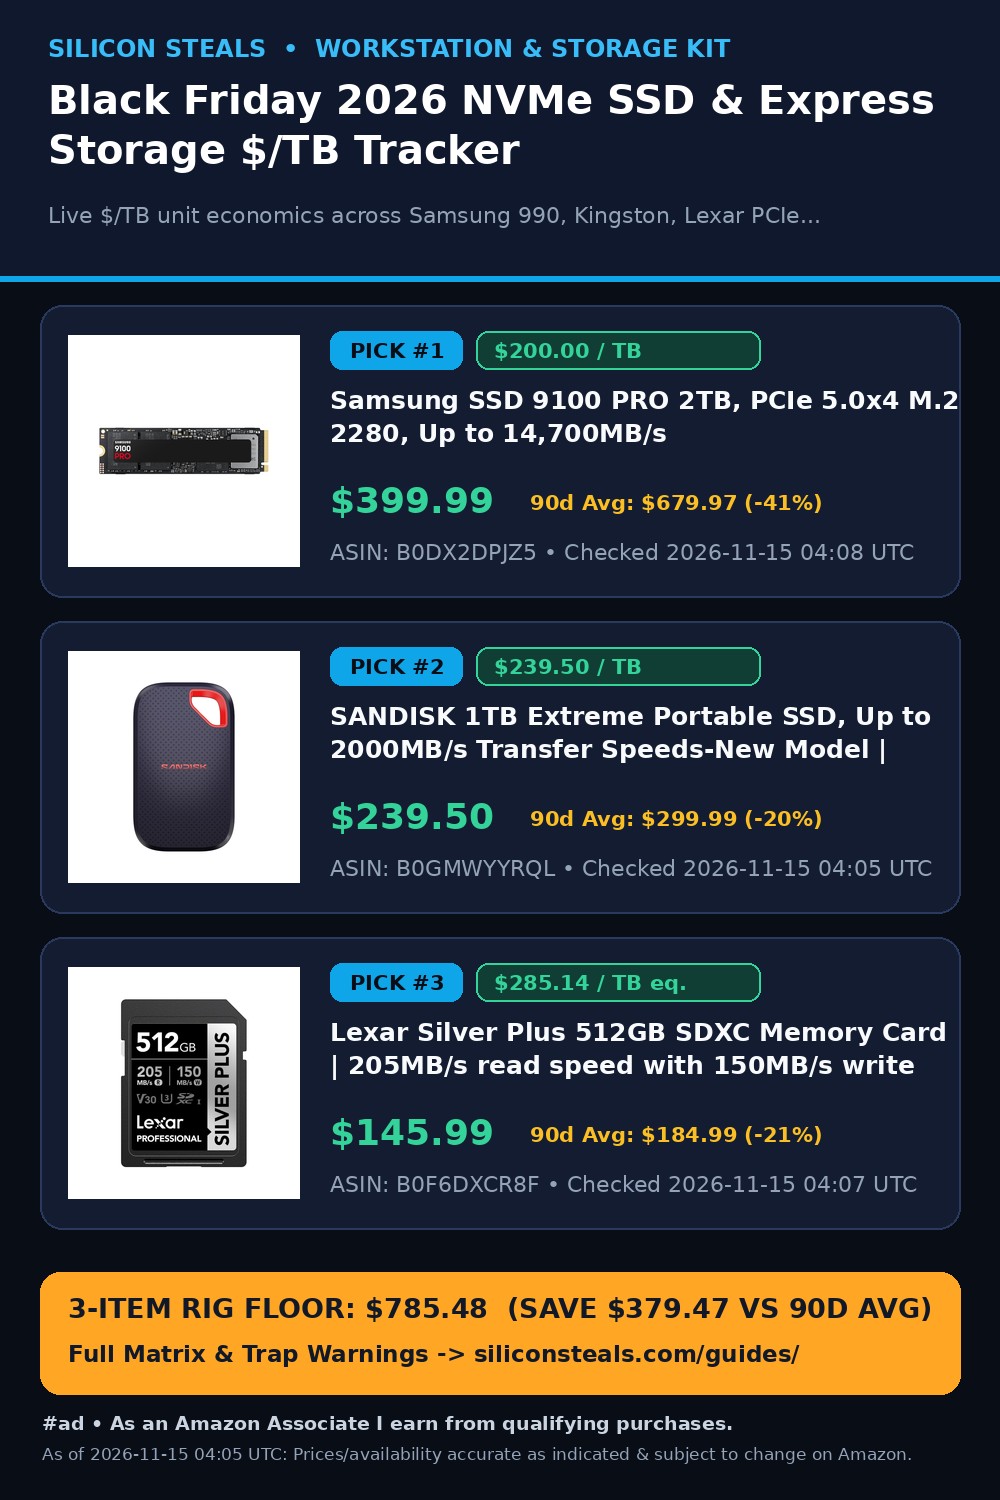 SILICON STEALS • WORKSTATION & STORAGE KIT
Black Friday 2026 NVMe SSD & Express
Storage $/TB Tracker
Live $/TB unit economics across Samsung 990, Kingston, Lexar PCIe...
PICK #1
$200.00 / TB
Samsung SSD 9100 PRO 2TB, PCIe 5.0x4 M.2
2280, Up to 14,700MB/s
SAMSUNG
9100
PRO
$399.99
90d Avg: $679.97 (-41%)
ASIN: B0DX2DPJZ5 • Checked 2026-11-15 04:08 UTC
PICK #2
$239.50 / TB
SANDISK 1TB Extreme Portable SSD, Up to
2000MB/s Transfer Speeds-New Model |
SANDISK
$239.50
90d Avg: $299.99 (-20%)
ASIN: B0GMWYYRQL • Checked 2026-11-15 04:05 UTC
PICK #3
$285.14 / TB eq.
Lexar Silver Plus 512GB SDXC Memory Card
| 205MB/s read speed with 150MB/s write
512GB
205 MB/s R
150 MB/s W
V30 U3 SDXC I
Lexar
PROFESSIONAL
SILVER PLUS
$145.99
90d Avg: $184.99 (-21%)
ASIN: B0F6DXCR8F • Checked 2026-11-15 04:07 UTC
3-ITEM RIG FLOOR: $785.48 (SAVE $379.47 VS 90D AVG)
Full Matrix & Trap Warnings -> siliconsteals.com/guides/
#ad • As an Amazon Associate I earn from qualifying purchases.
As of 2026-11-15 04:05 UTC: Prices/availability accurate as indicated & subject to change on Amazon.